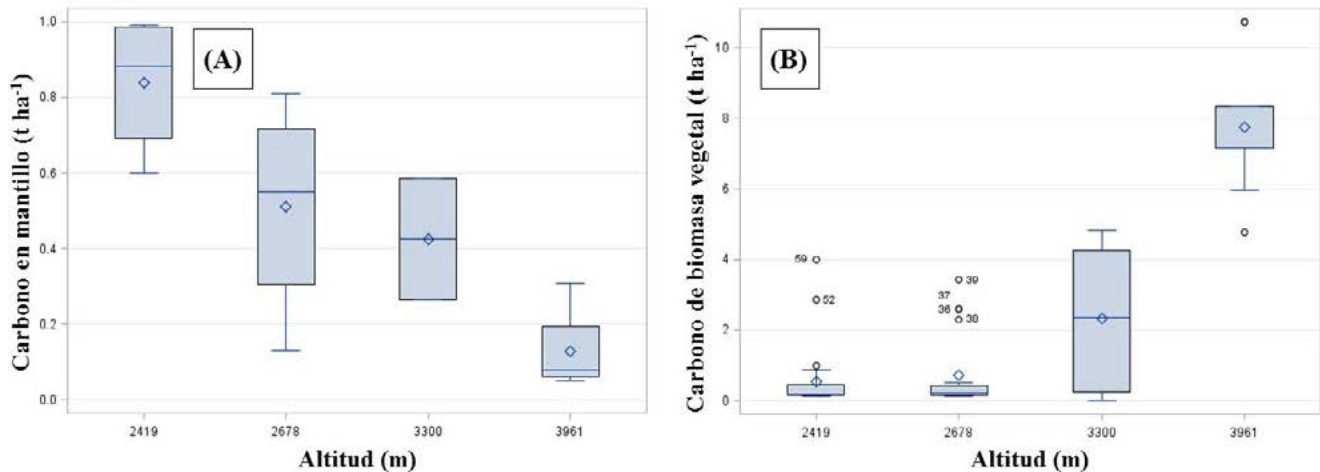 (A)
Carbono en mantillo (t ha⁻¹)
1.0
0.8
0.6
0.4
0.2
0.0
2419 2678 3300 3961
Altitud (m)
(B)
Carbono de biomasa vegetal (t ha⁻¹)
10
8
6
4
2
0
59
52
39
37
36
38
2419 2678 3300 3961
Altitud (m)